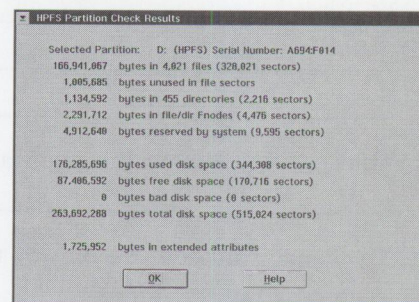 HPFS Partition Check Results
Selected Partition: D: (HPFS) Serial Number: A694:F014
166,941,067 bytes in 4,021 files (328,021 sectors)
1,005,685 bytes unused in file sectors
1,134,592 bytes in 455 directories (2,216 sectors)
2,291,712 bytes in file/dir Fnodes (4,476 sectors)
4,912,640 bytes reserved by system (9,595 sectors)
176,285,696 bytes used disk space (344,308 sectors)
87,406,592 bytes free disk space (170,716 sectors)
0 bytes bad disk space (0 sectors)
263,692,288 bytes total disk space (515,024 sectors)
1,725,952 bytes in extended attributes
OK Help